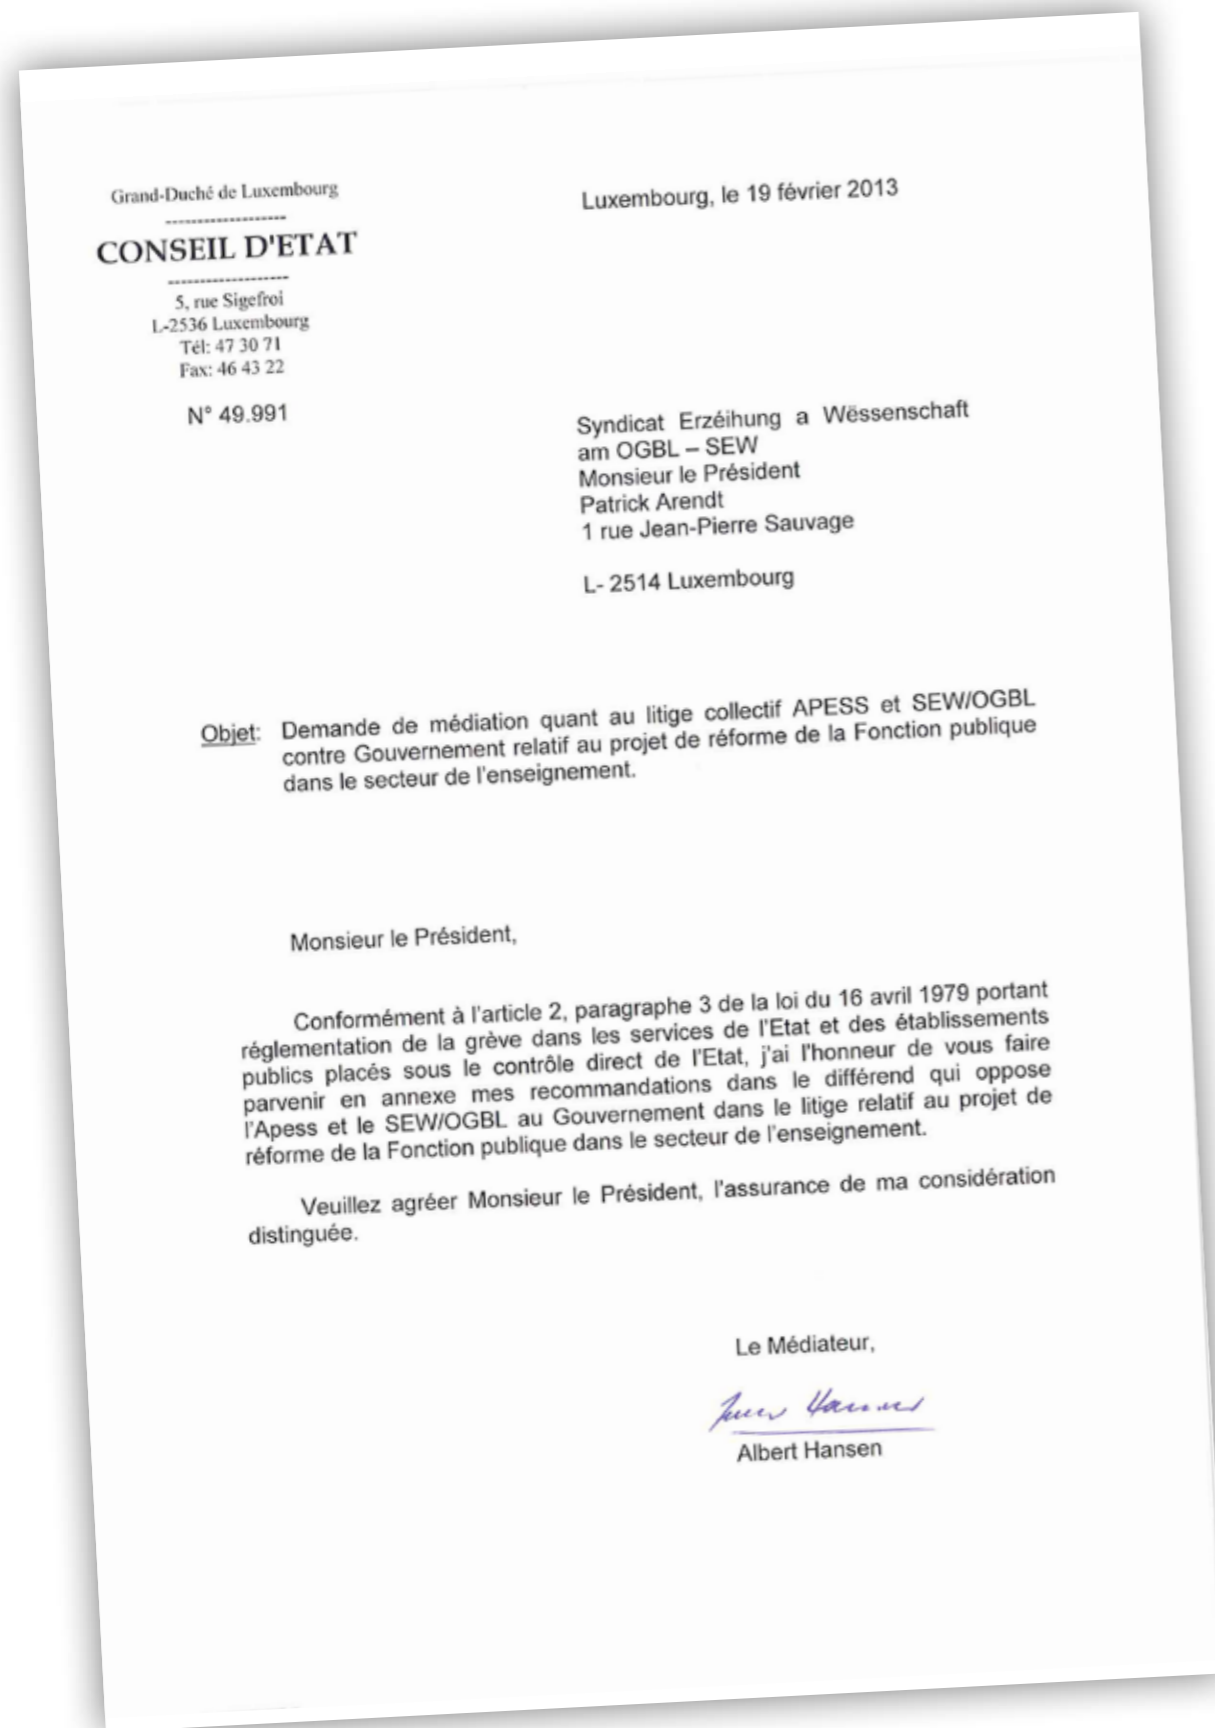 Grand-Duché de Luxembourg
-------------------
CONSEIL D'ETAT
-------------------
5, rue Sigefroi
L-2536 Luxembourg
Tél: 47 30 71
Fax: 46 43 22
N° 49.991
Luxembourg, le 19 février 2013
Syndicat Erzéihung a Wëssenschaft
am OGBL – SEW
Monsieur le Président
Patrick Arendt
1 rue Jean-Pierre Sauvage
L- 2514 Luxembourg
Objet: Demande de médiation quant au litige collectif APESS et SEW/OGBL
contre Gouvernement relatif au projet de réforme de la Fonction publique
dans le secteur de l'enseignement.
Monsieur le Président,
Conformément à l'article 2, paragraphe 3 de la loi du 16 avril 1979 portant
réglementation de la grève dans les services de l'Etat et des établissements
publics placés sous le contrôle direct de l'Etat, j'ai l'honneur de vous faire
parvenir en annexe mes recommandations dans le différend qui oppose
l'Apess et le SEW/OGBL au Gouvernement dans le litige relatif au projet de
réforme de la Fonction publique dans le secteur de l'enseignement.
Veuillez agréer Monsieur le Président, l'assurance de ma considération
distinguée.
Le Médiateur,
Albert Hansen